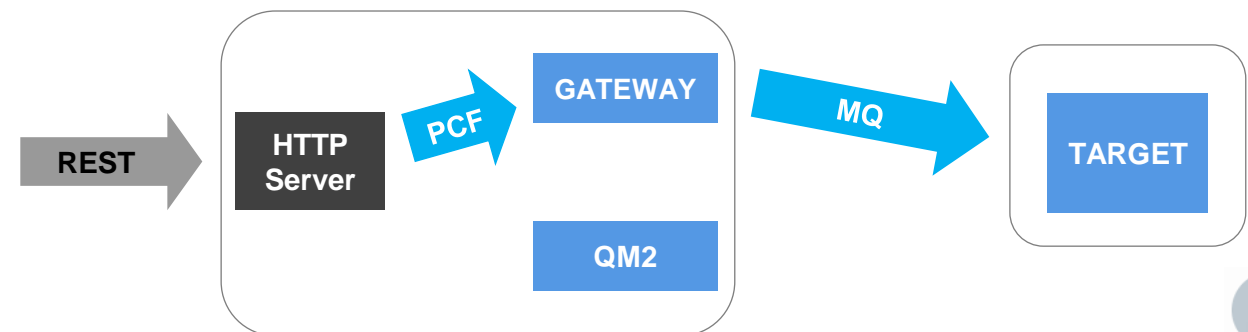 REST
HTTP
Server
PCF
GATEWAY
QM2
MQ
TARGET